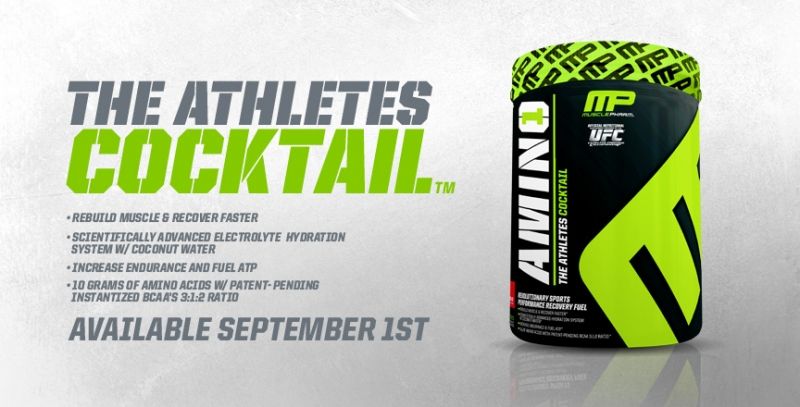 THE ATHLETES
COCKTAIL™
• REBUILD MUSCLE & RECOVER FASTER
• SCIENTIFICALLY ADVANCED ELECTROLYTE HYDRATION
SYSTEM W/ COCONUT WATER
• INCREASE ENDURANCE AND FUEL ATP
• 10 GRAMS OF AMINO ACIDS W/ PATENT-PENDING
INSTANTIZED BCAA'S 3:1:2 RATIO
AVAILABLE SEPTEMBER 1ST
MP
MUSCLEPHARM
UFC
AMINO 1
THE ATHLETES COCKTAIL
REVOLUTIONARY SPORTS
PERFORMANCE RECOVERY FUEL